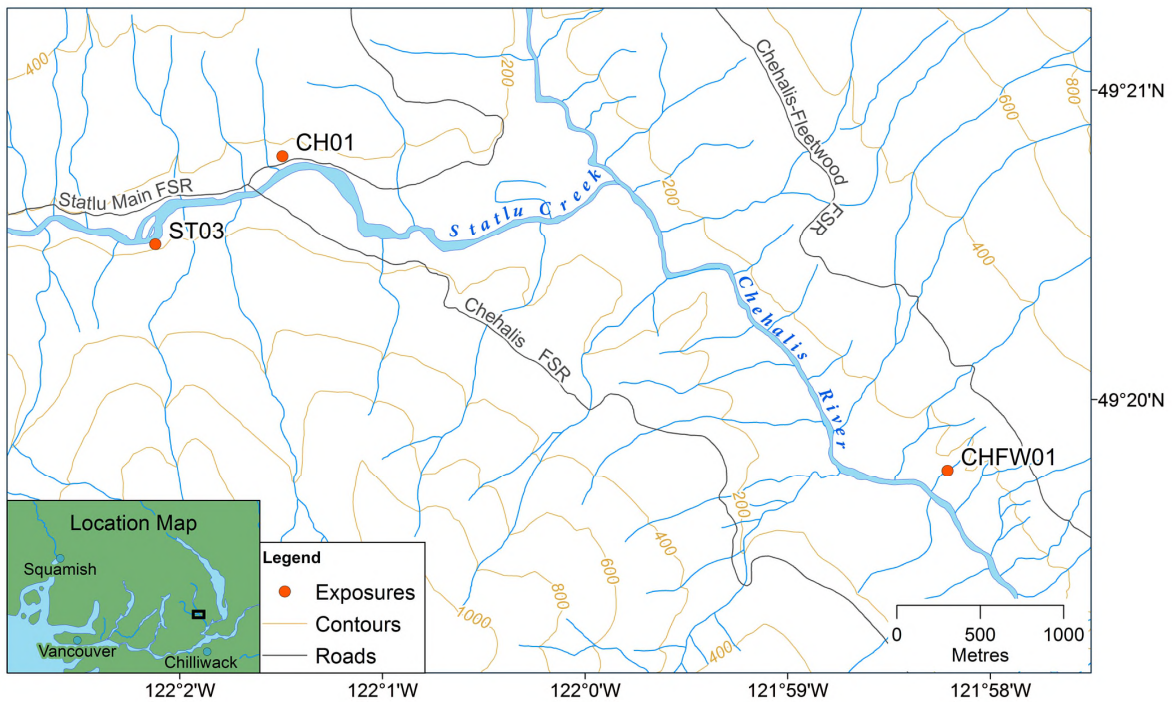 400
200
Chehalis-Fleetwood
FSR
600
800
49°21'N
CH01
Statlu Main FSR
Statlu Creek
200
ST03
400
Chehalis FSR
Chehalis River
49°20'N
CHFW01
200
400
600
800
1000
400
Location Map
Squamish
Vancouver
Chilliwack
Legend
Exposures
Contours
Roads
0 500 1000
Metres
122°2'W 122°1'W 122°0'W 121°59'W 121°58'W